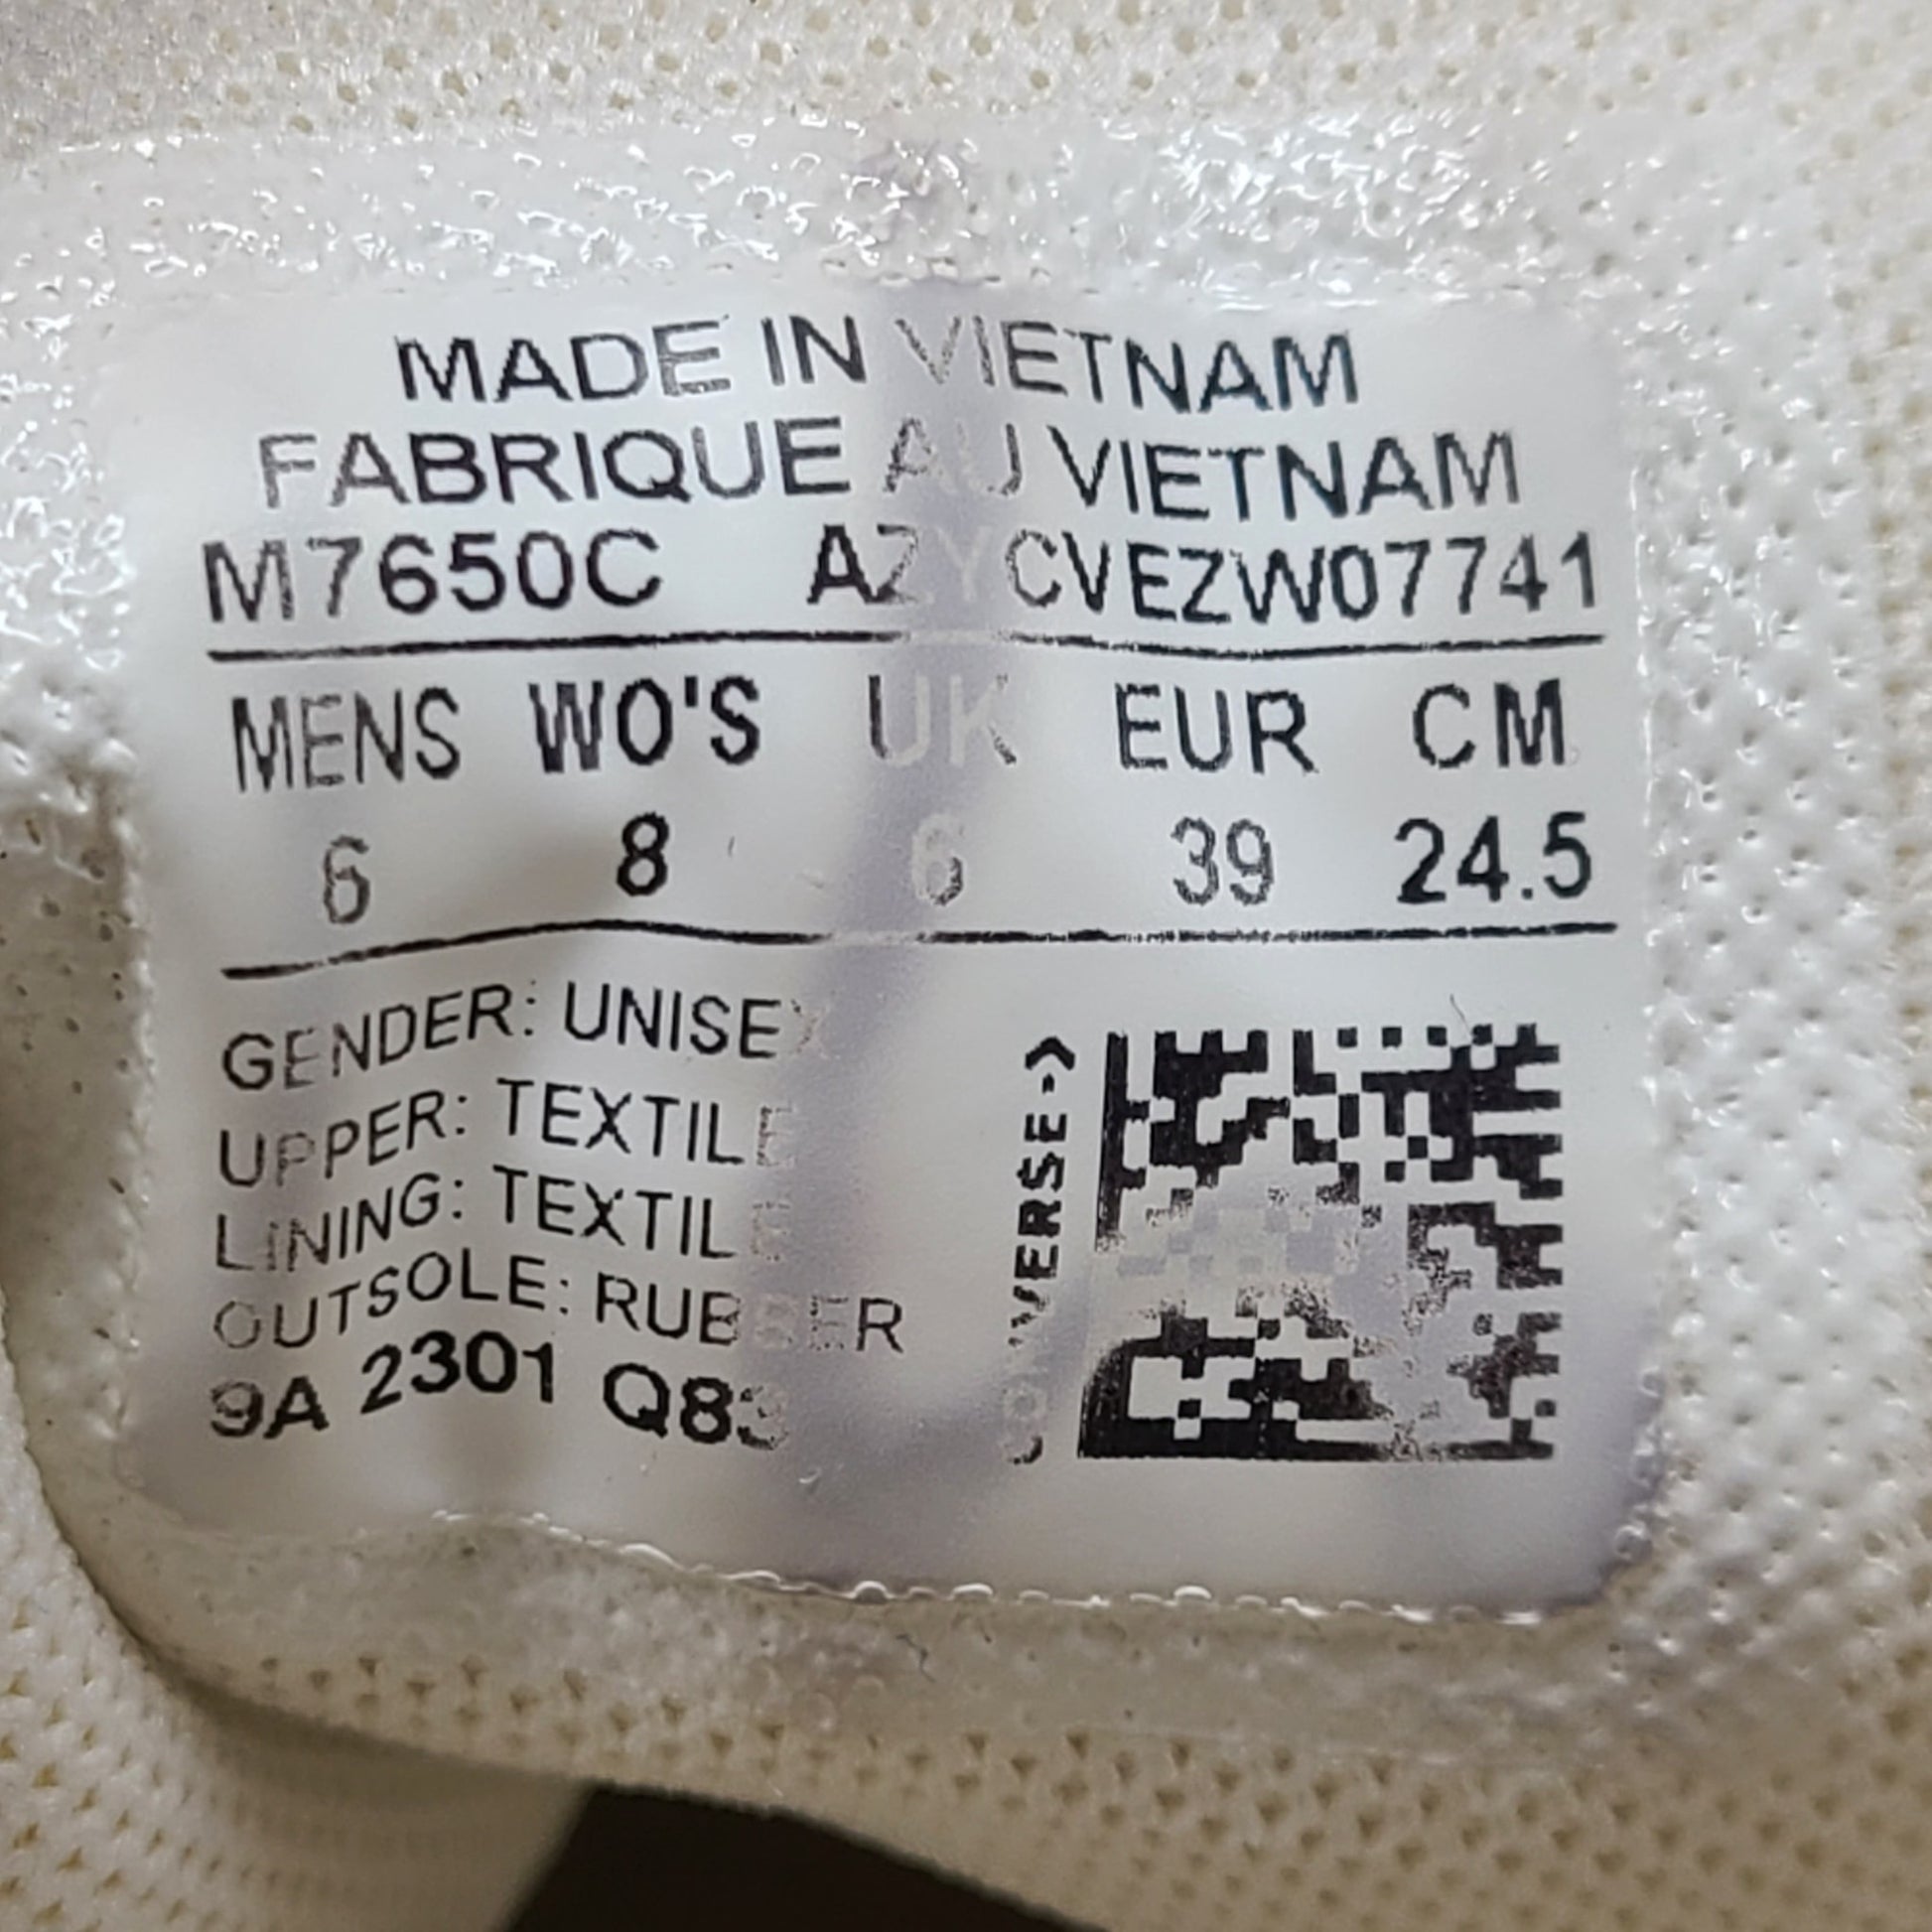 MADE IN VIETNAM
FABRIQUE AU VIETNAM
M7650C AZYCVEZW07741
MENS WO'S UK EUR CM
6 8 6 39 24.5
GENDER: UNISEX
UPPER: TEXTILE
LINING: TEXTILE
OUTSOLE: RUBBER
9A 2301 Q83
CONVERSE->